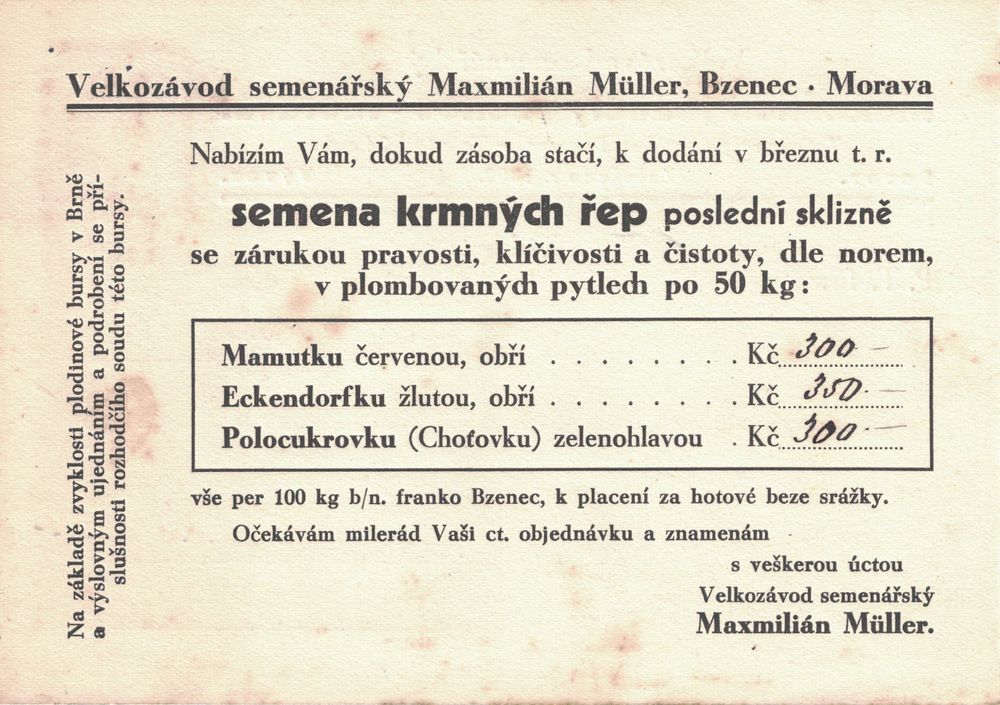 Velkozávod semenářský Maxmilián Müller, Bzenec · Morava
Nabízím Vám, dokud zásoba stačí, k dodání v březnu t. r.
semena krmných řep poslední sklizně
se zárukou pravosti, klíčivosti a čistoty, dle norem,
v plombovaných pytlech po 50 kg:
Mamutku červenou, obří . . . . . . . . Kč 300 —
Eckendorfku žlutou, obří . . . . . . . . Kč 350 —
Polocukrovku (Choťovku) zelenohlavou . Kč 300 —
vše per 100 kg b/n. franko Bzenec, k placení za hotové beze srážky.
Očekávám milerád Vaši ct. objednávku a znamenám
s veškerou úctou
Velkozávod semenářský
Maxmilián Müller.
Na základě zvyklostí plodinové bursy v Brně
a výslovným ujednáním a podrobení se pří-
slušnosti rozhodčího soudu této bursy.